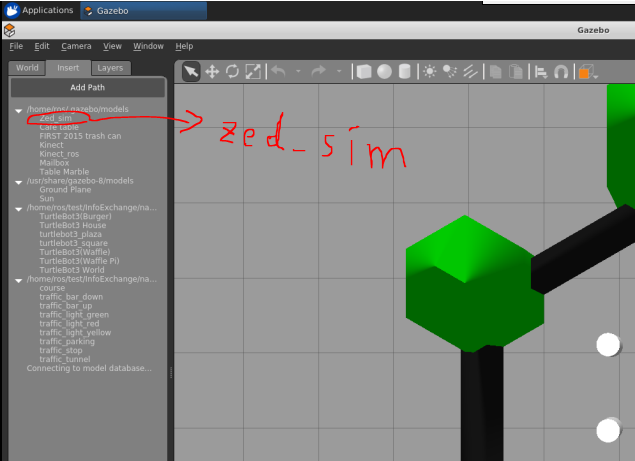 Applications Gazebo
Gazebo
File Edit Camera View Window Help
World Insert Layers
Add Path
/home/ros/.gazebo/models
Zed_sim
zed_sim
Cafe table
FIRST 2015 trash can
Kinect
Kinect_ros
Mailbox
Table Marble
/usr/share/gazebo-8/models
Ground Plane
Sun
/home/ros/test/InfoExchange/na...
TurtleBot3(Burger)
TurtleBot3 House
turtlebot3_plaza
turtlebot3_square
TurtleBot3(Waffle)
TurtleBot3(Waffle Pi)
TurtleBot3 World
/home/ros/test/InfoExchange/na...
course
traffic_bar_down
traffic_bar_up
traffic_light_green
traffic_light_red
traffic_light_yellow
traffic_parking
traffic_stop
traffic_tunnel
Connecting to model database...